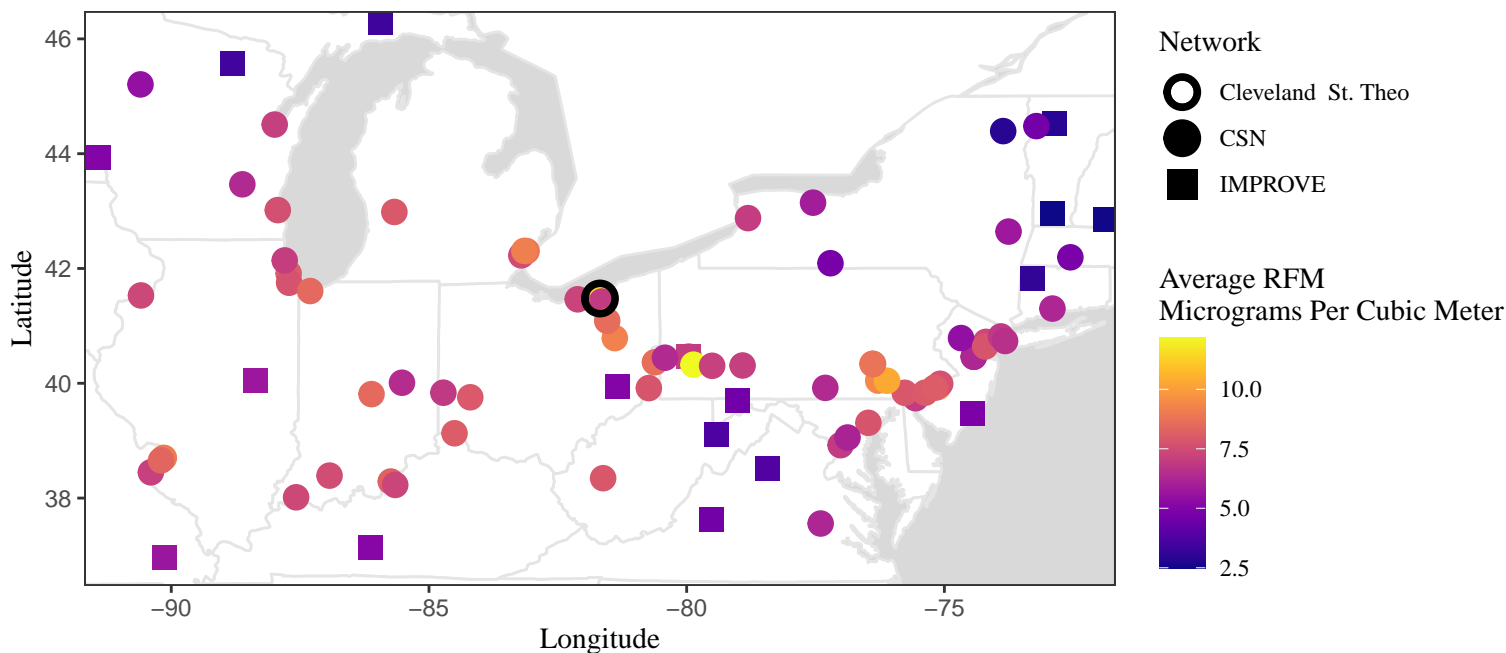 46
44
42
40
38
Latitude
−90
−85
−80
−75
Longitude
Network
Cleveland St. Theo
CSN
IMPROVE
Average RFM
Micrograms Per Cubic Meter
10.0
7.5
5.0
2.5